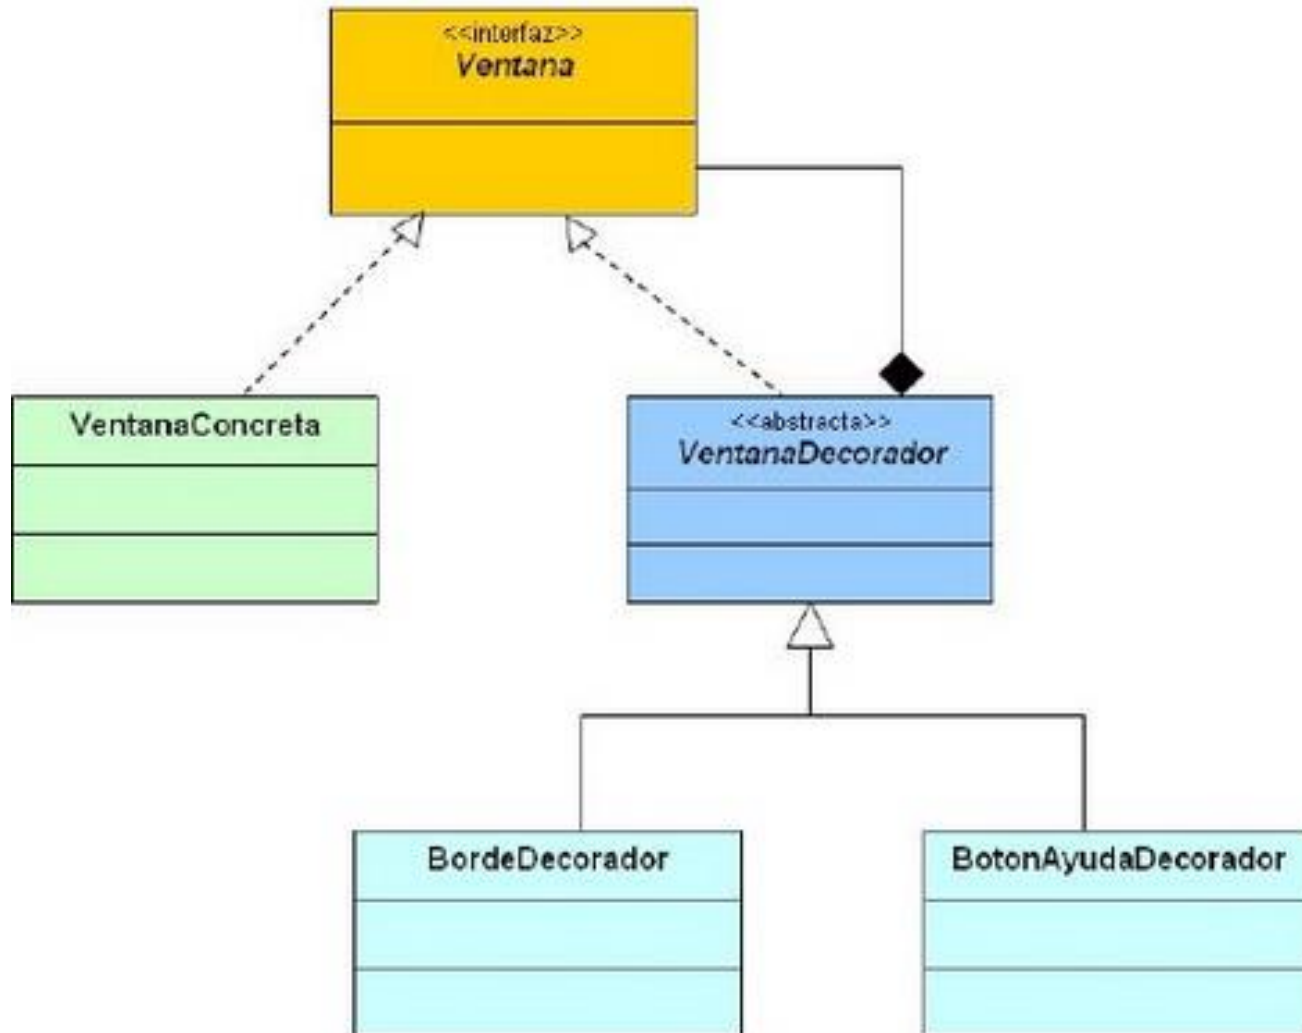 <<interfaz>>
Ventana
VentanaConcreta
<<abstracta>>
VentanaDecorador
BordeDecorador
BotonAyudaDecorador